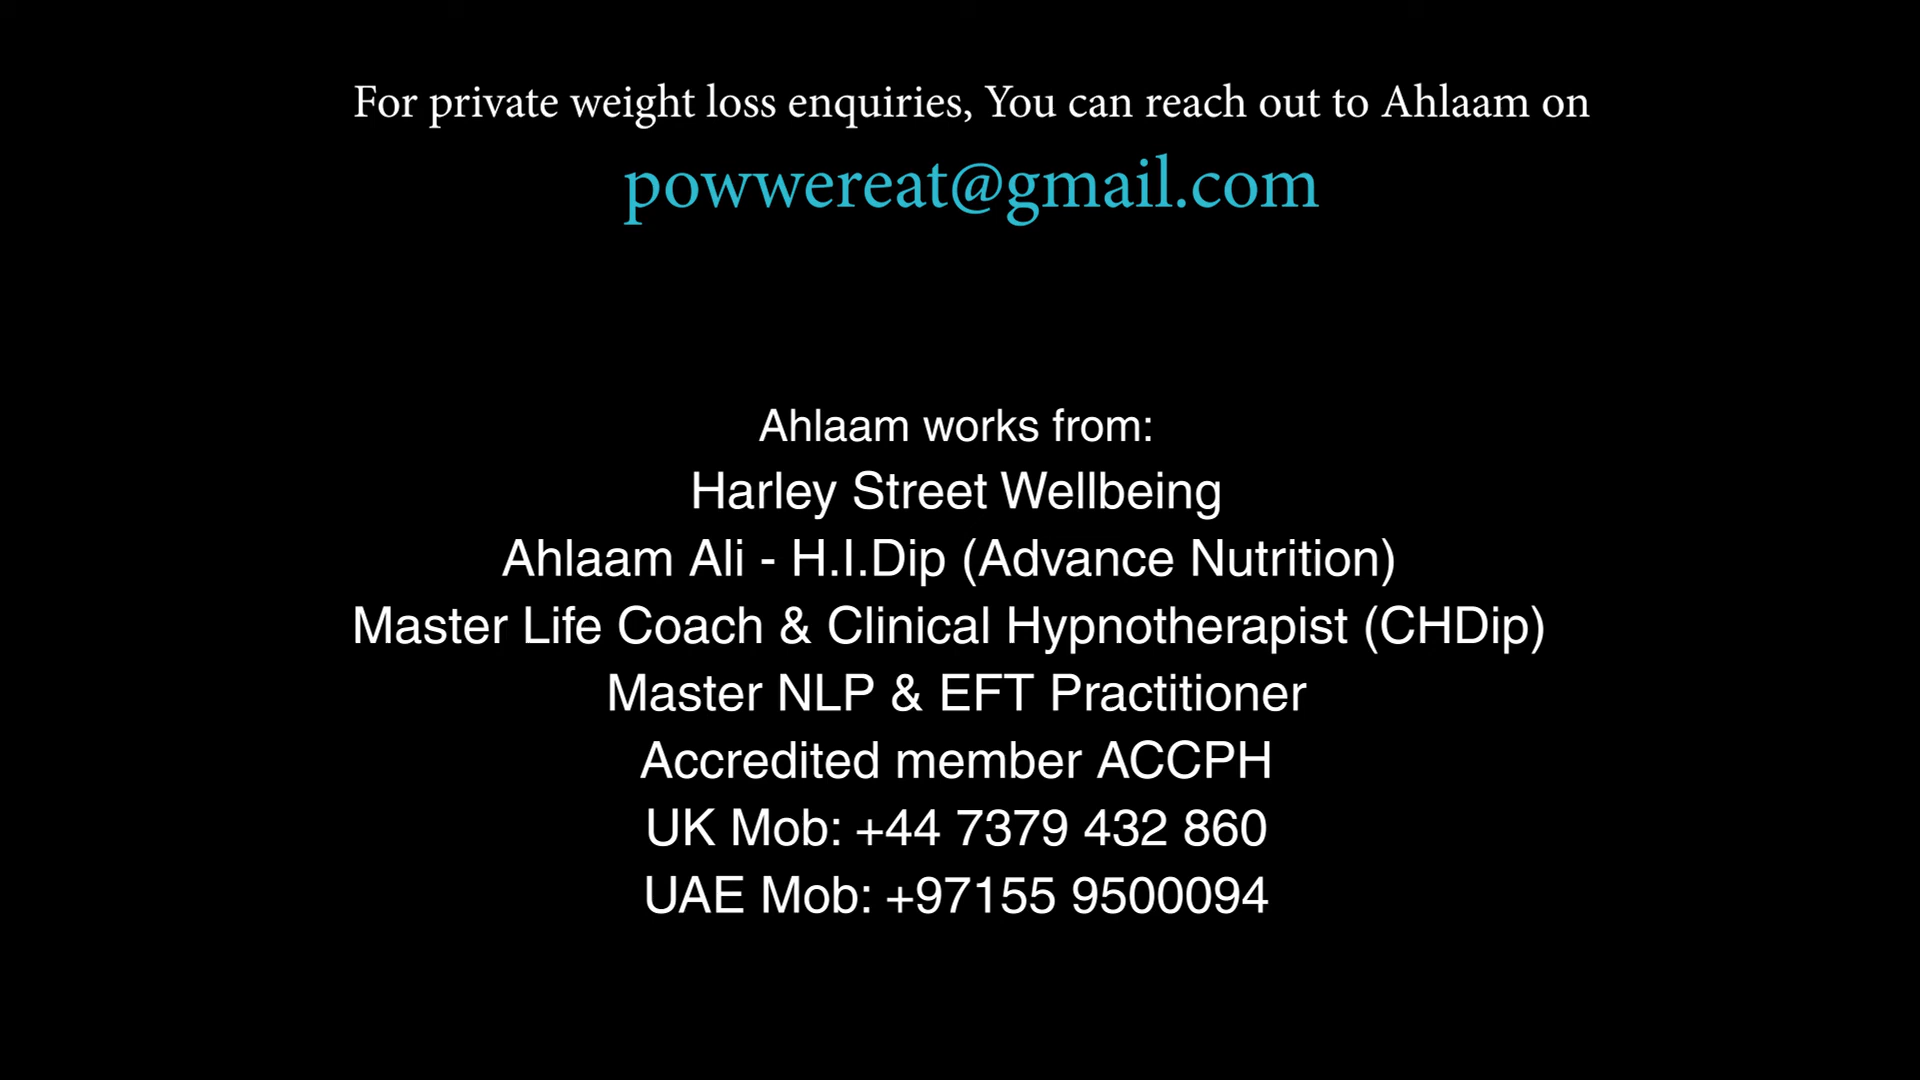 For private weight loss enquiries, You can reach out to Ahlaam on
powwereat@gmail.com
Ahlaam works from:
Harley Street Wellbeing
Ahlaam Ali - H.I.Dip (Advance Nutrition)
Master Life Coach & Clinical Hypnotherapist (CHDip)
Master NLP & EFT Practitioner
Accredited member ACCPH
UK Mob: +44 7379 432 860
UAE Mob: +97155 9500094